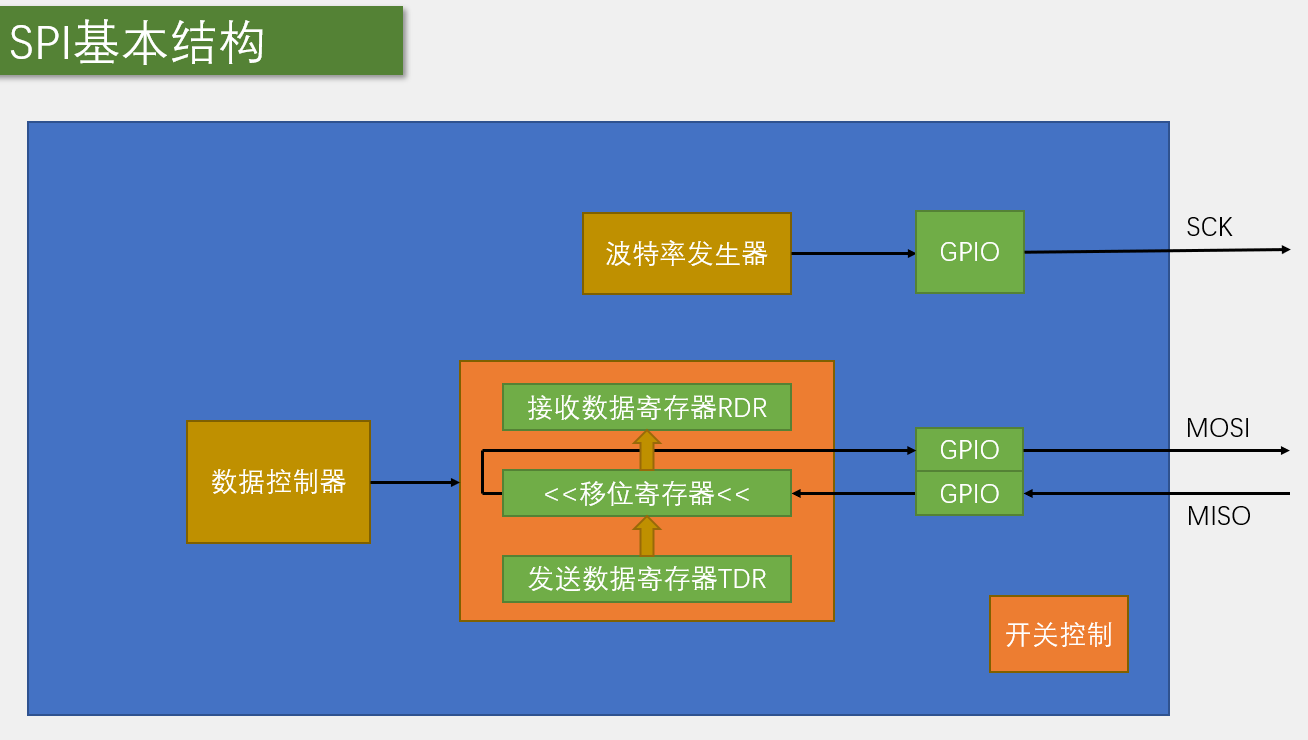 SPI基本结构
波特率发生器
GPIO
SCK
接收数据寄存器RDR
数据控制器
<<移位寄存器<<
发送数据寄存器TDR
GPIO
GPIO
MOSI
MISO
开关控制